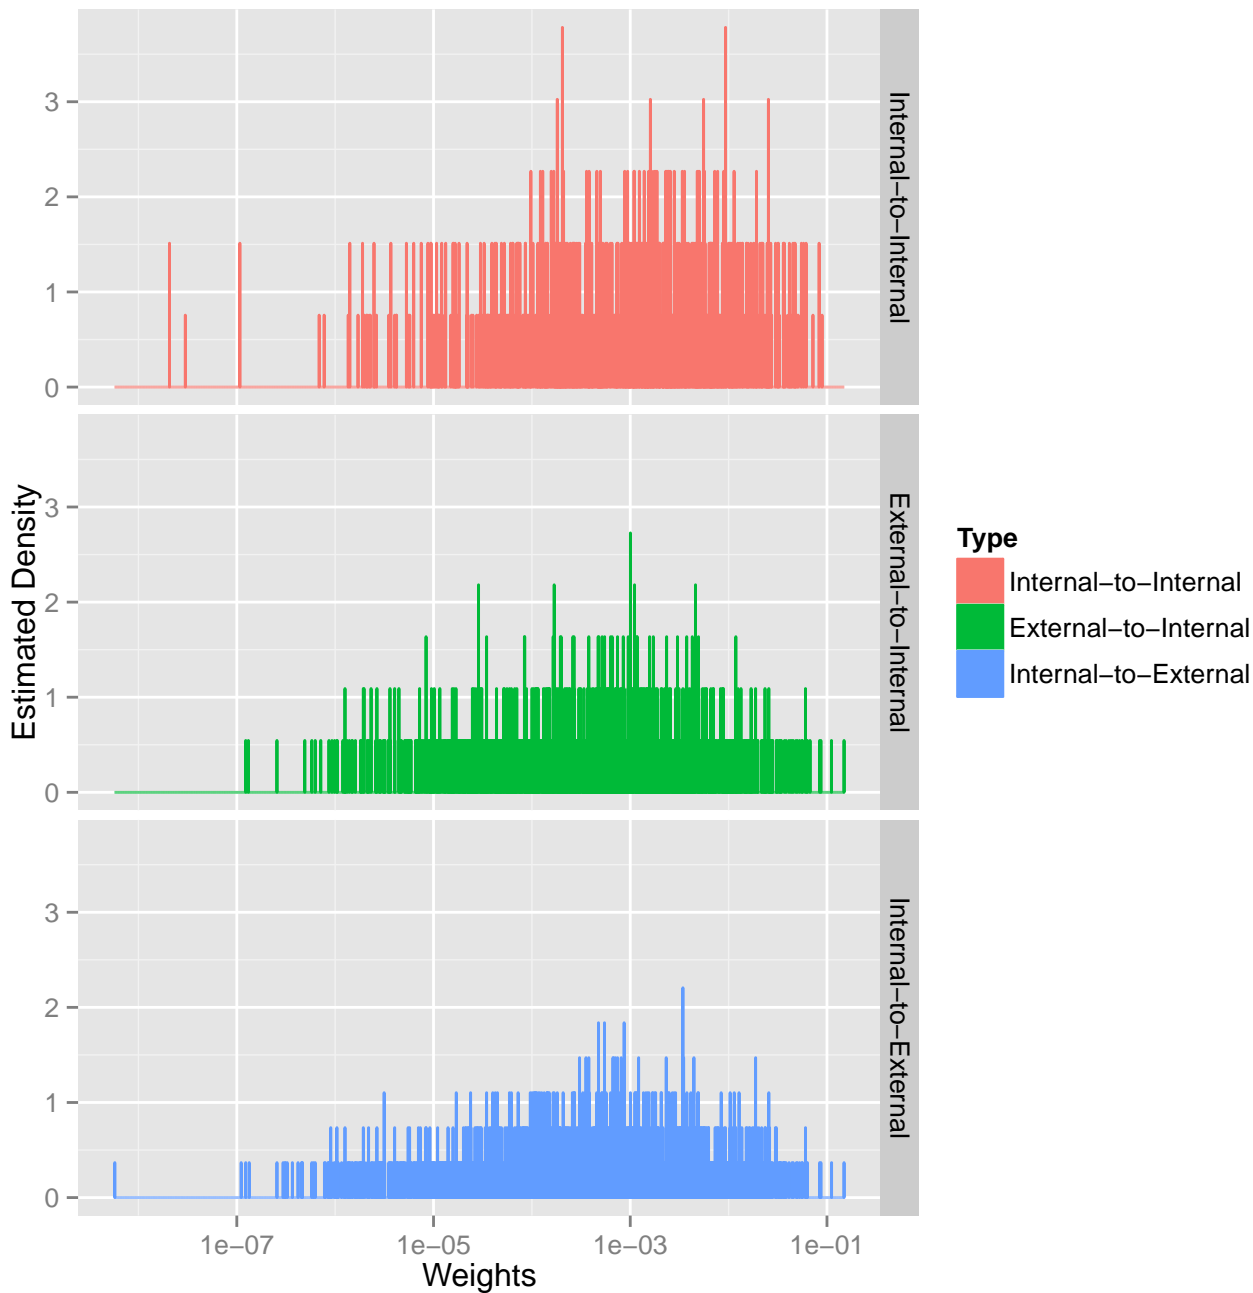 Estimated Density
3
2
1
0
Internal−to−Internal
3
2
1
0
External−to−Internal
3
2
1
0
Internal−to−External
1e−07
1e−05
1e−03
1e−01
Weights
Type
Internal−to−Internal
External−to−Internal
Internal−to−External